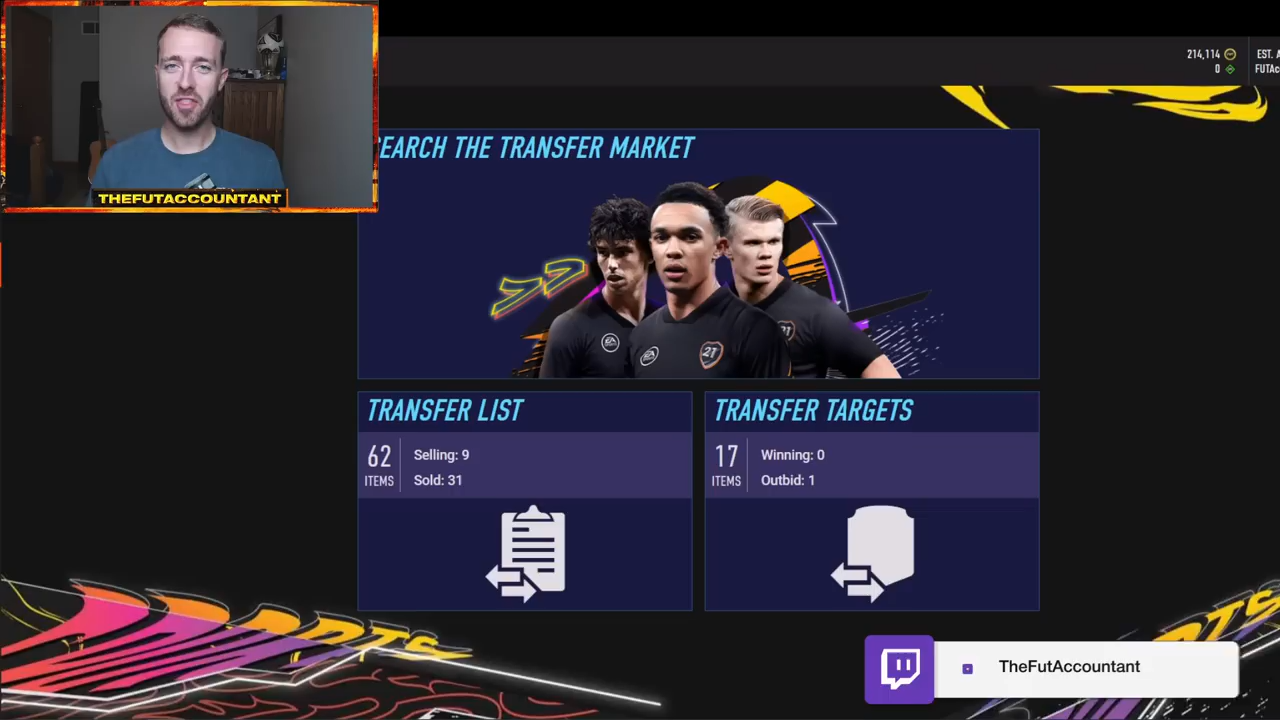 THEFUTACCOUNTANT
214,114
0
EST. A
FUTAc
EARCH THE TRANSFER MARKET
21
TRANSFER LIST
62
ITEMS
Selling: 9
Sold: 31
TRANSFER TARGETS
17
ITEMS
Winning: 0
Outbid: 1
TheFutAccountant